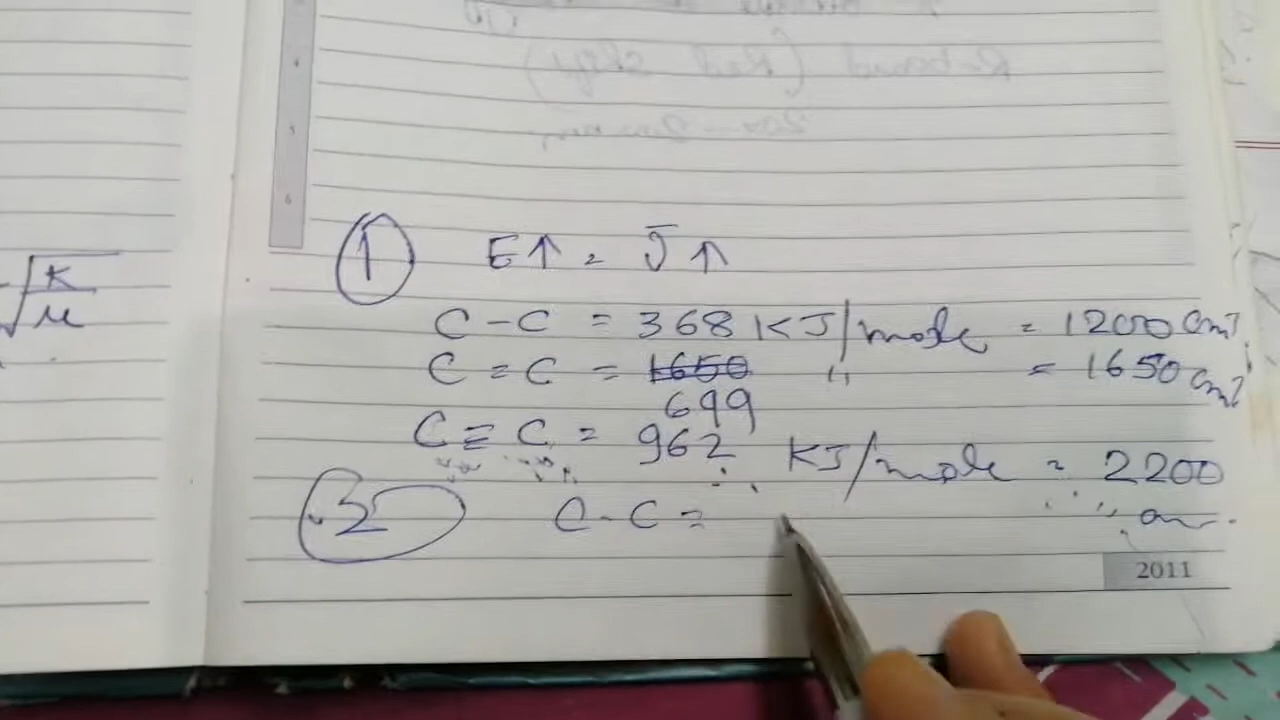 K
μ
① E↑ = ῡ ↑
C-C = 368 KJ/mole = 1200 cm⁻¹
C=C = 1650 " = 1650 cm⁻¹
699
C≡C = 962 KJ/mole = 2200
② C-C =
2011